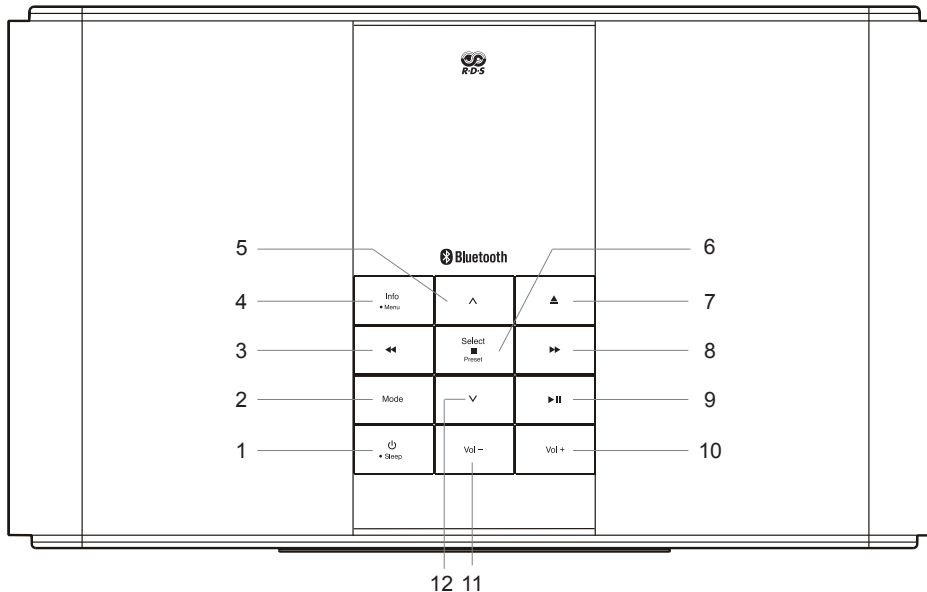 R·D·S
Bluetooth
5
6
4
Info
• Menu
7
3
Select
Preset
8
2
Mode
9
1
• Sleep
Vol −
Vol +
10
12 11